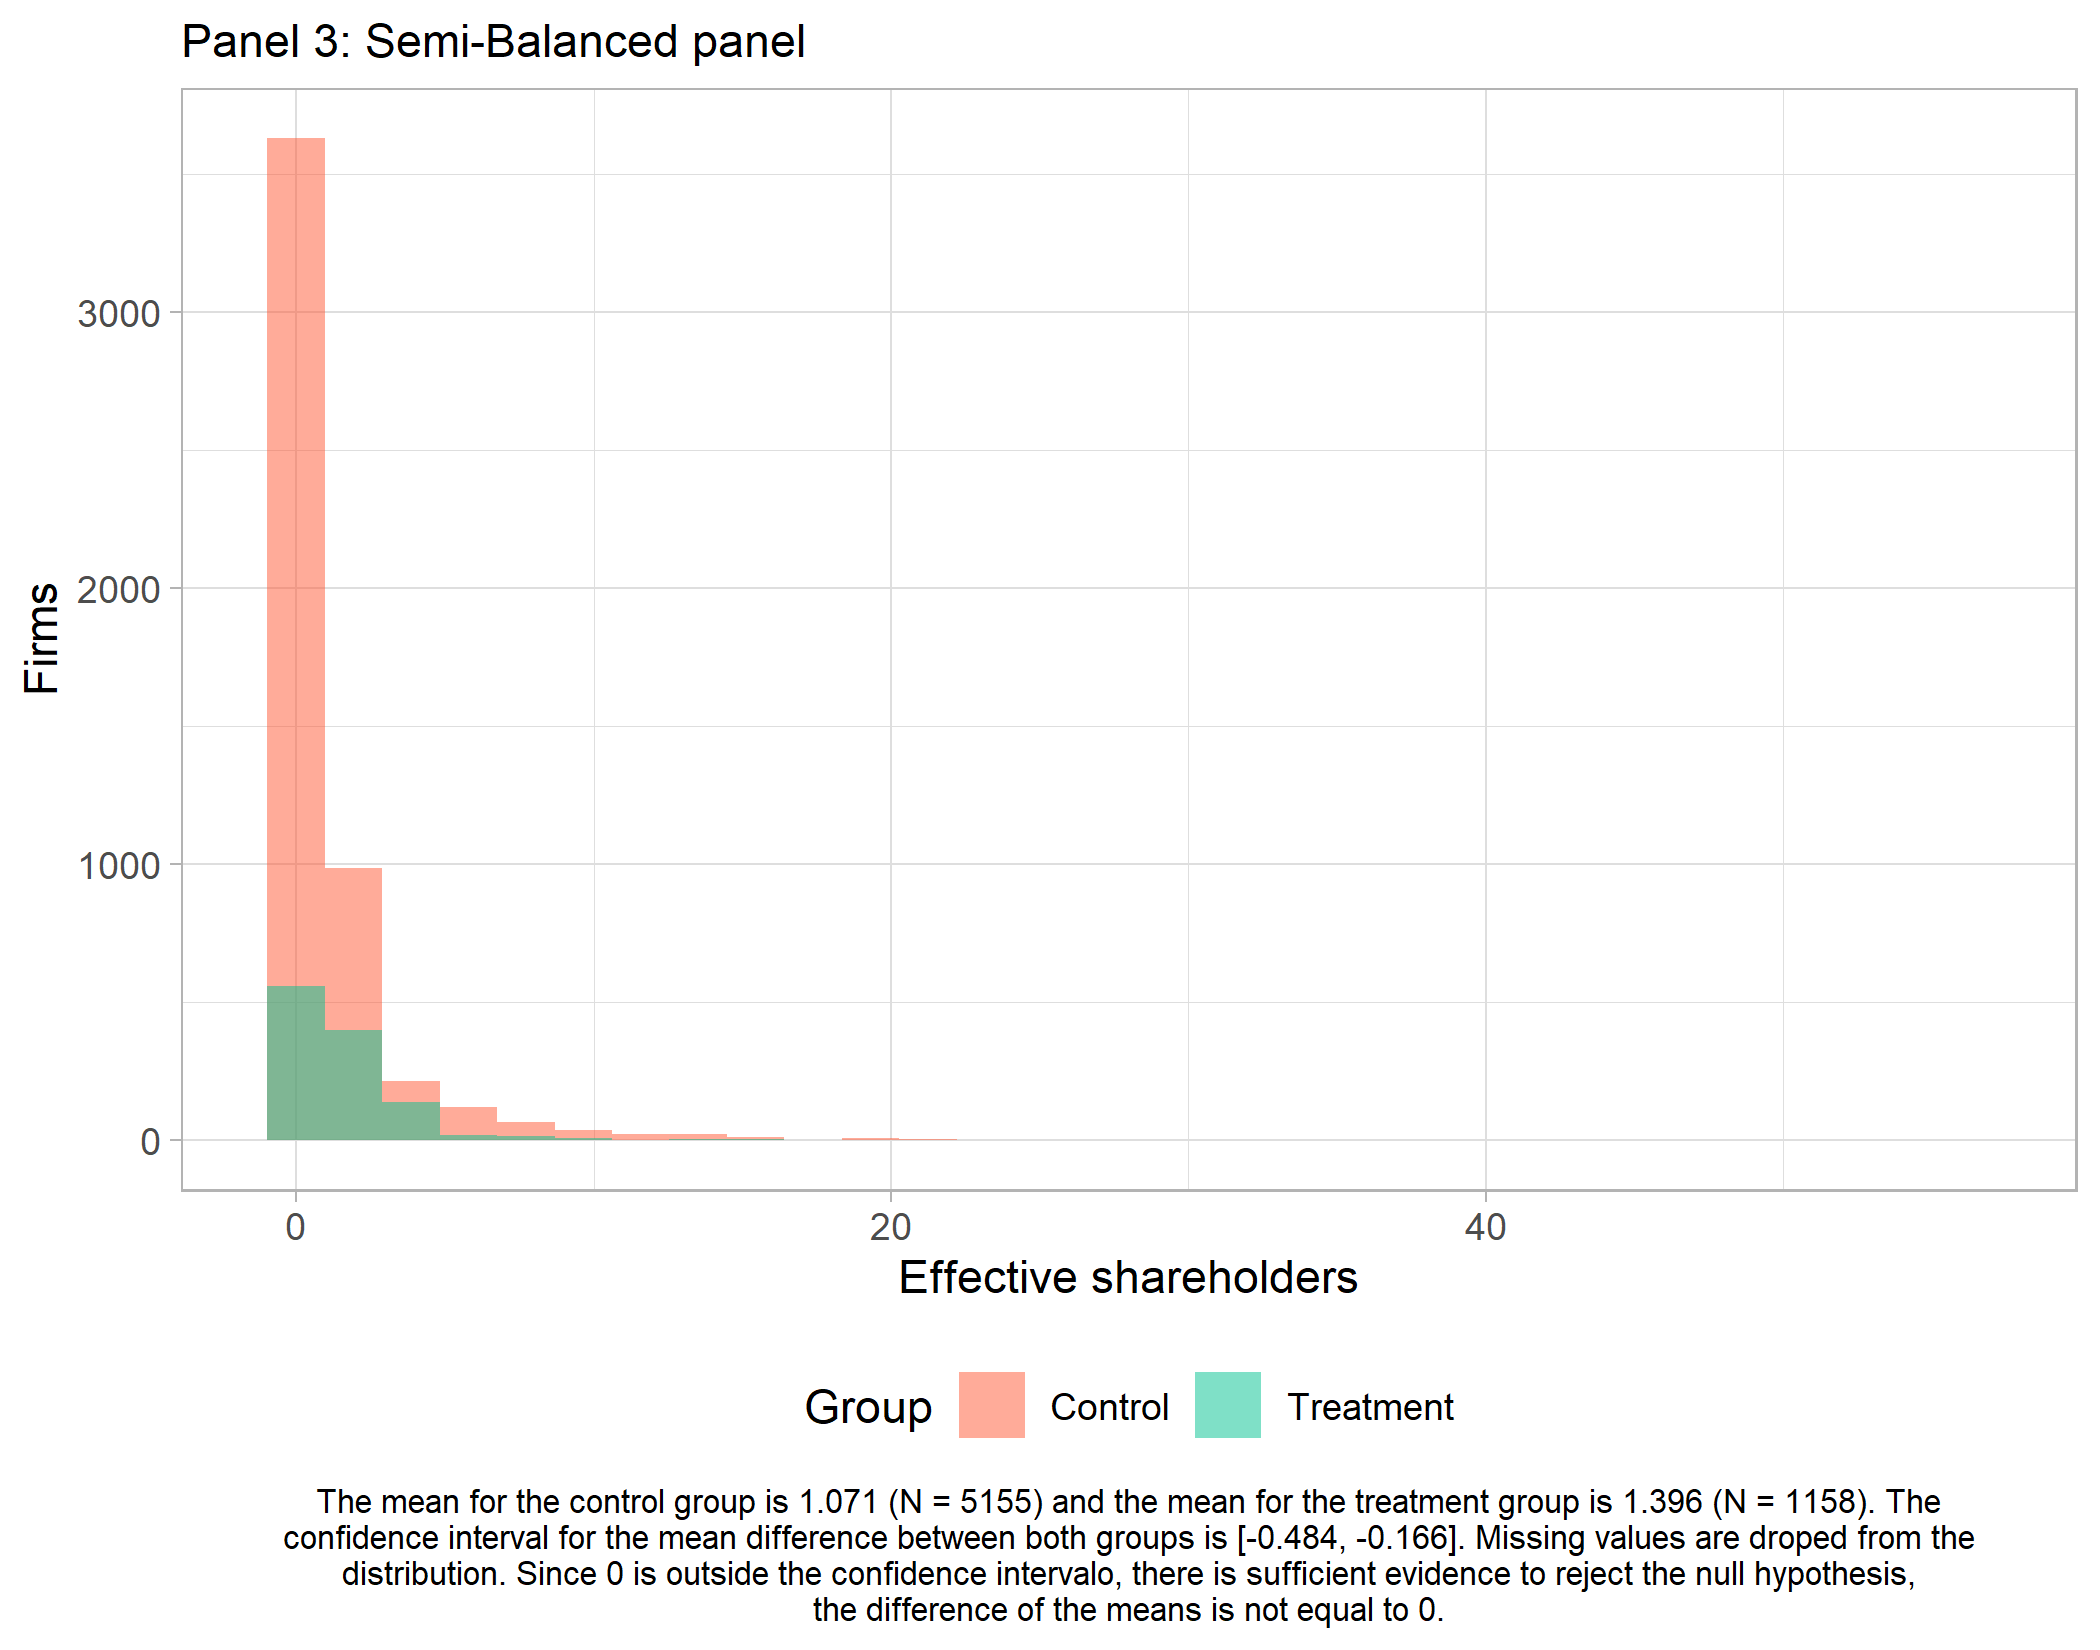 Panel 3: Semi-Balanced panel
3000
2000
1000
0
Firms
0 20 40
Effective shareholders
Group Control Treatment
The mean for the control group is 1.071 (N = 5155) and the mean for the treatment group is 1.396 (N = 1158). The
confidence interval for the mean difference between both groups is [-0.484, -0.166]. Missing values are droped from the
distribution. Since 0 is outside the confidence intervalo, there is sufficient evidence to reject the null hypothesis,
the difference of the means is not equal to 0.